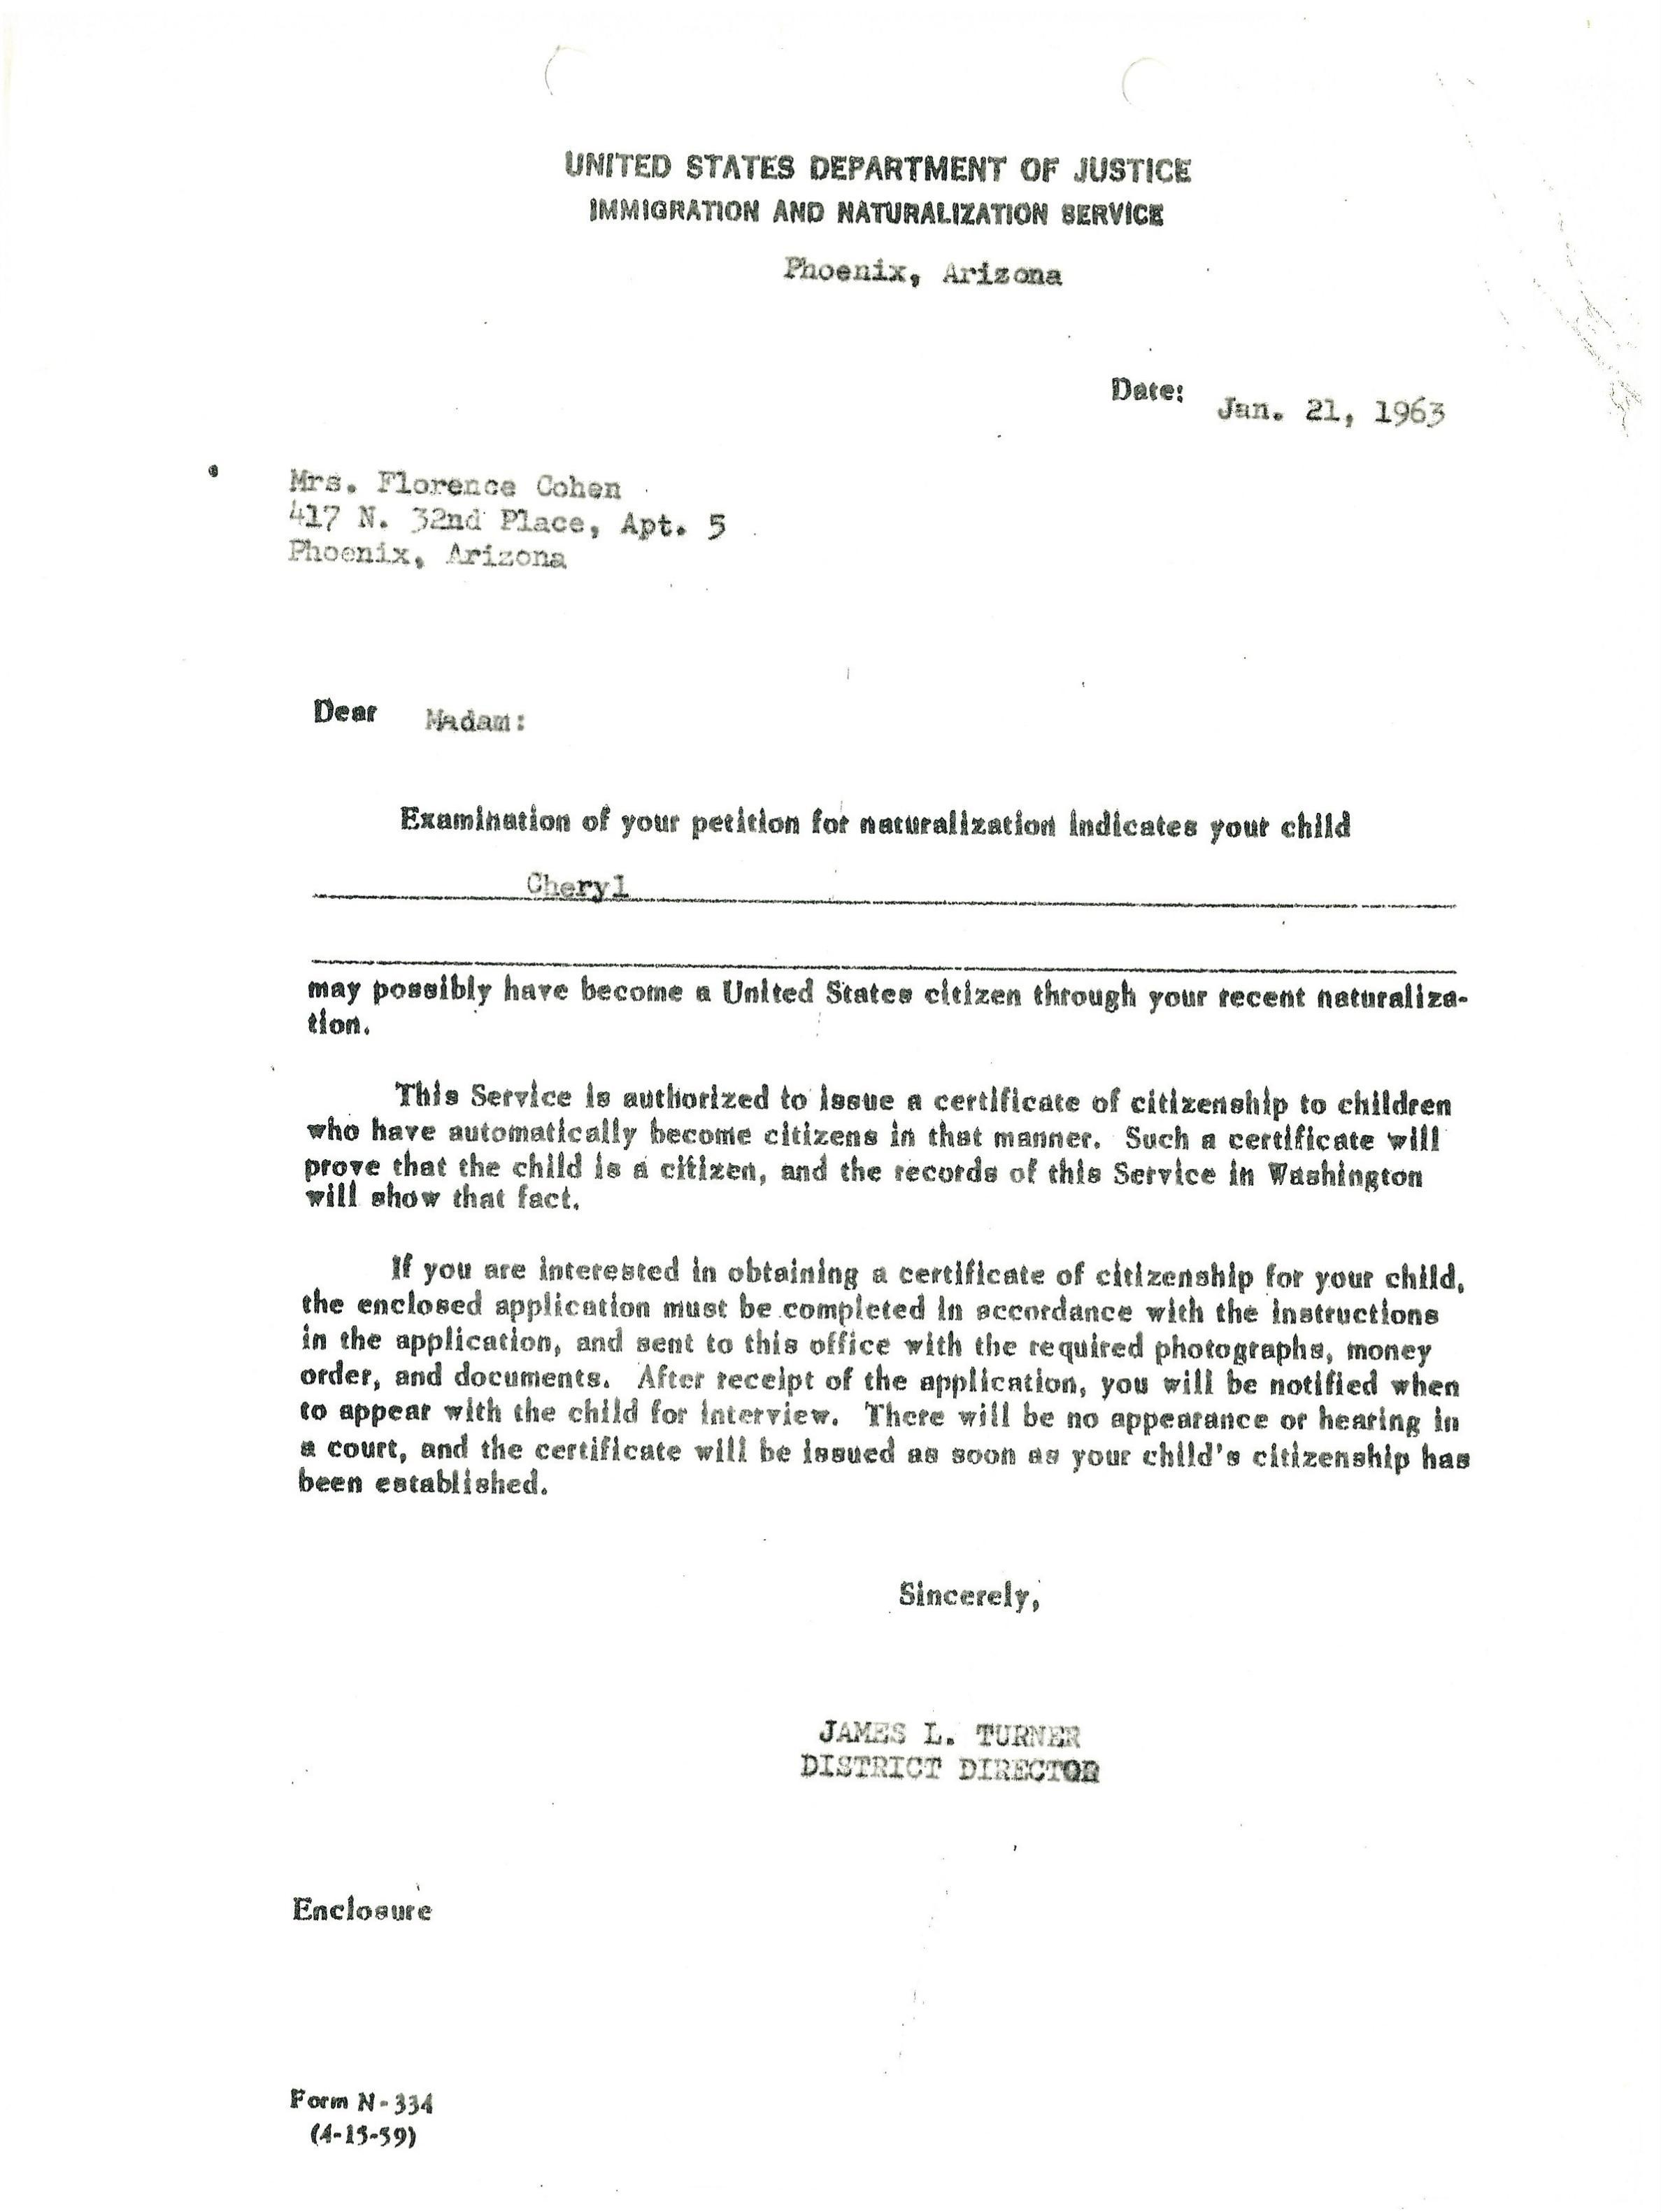 UNITED STATES DEPARTMENT OF JUSTICE
IMMIGRATION AND NATURALIZATION SERVICE
Phoenix, Arizona
Date: Jan. 21, 1963
Mrs. Florence Cohen
417 N. 32nd Place, Apt. 5
Phoenix, Arizona
Dear Madam:
Examination of your petition for naturalization indicates your child
Cheryl
may possibly have become a United States citizen through your recent naturaliza-
tion.
This Service is authorized to issue a certificate of citizenship to children
who have automatically become citizens in that manner. Such a certificate will
prove that the child is a citizen, and the records of this Service in Washington
will show that fact.
If you are interested in obtaining a certificate of citizenship for your child,
the enclosed application must be completed in accordance with the instructions
in the application, and sent to this office with the required photographs, money
order, and documents. After receipt of the application, you will be notified when
to appear with the child for interview. There will be no appearance or hearing in
a court, and the certificate will be issued as soon as your child's citizenship has
been established.
Sincerely,
JAMES L. TURNER
DISTRICT DIRECTOR
Enclosure
Form N-334
(4-15-59)